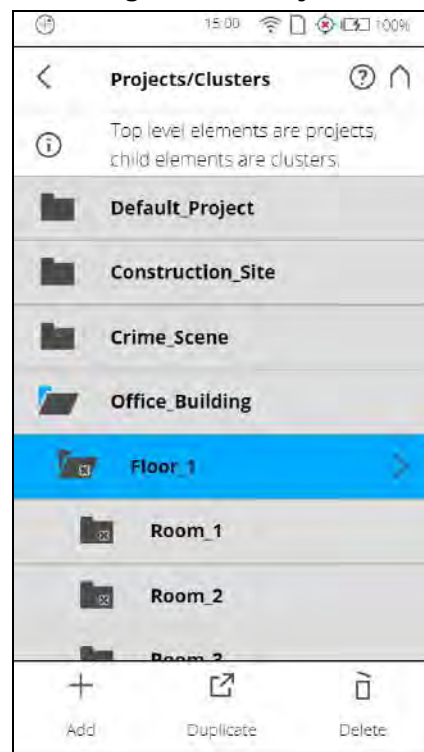 15:00 100%
Projects/Clusters
Top level elements are projects,
child elements are clusters.
Default_Project
Construction_Site
Crime_Scene
Office_Building
Floor_1
Room_1
Room_2
Room_3
Add Duplicate Delete